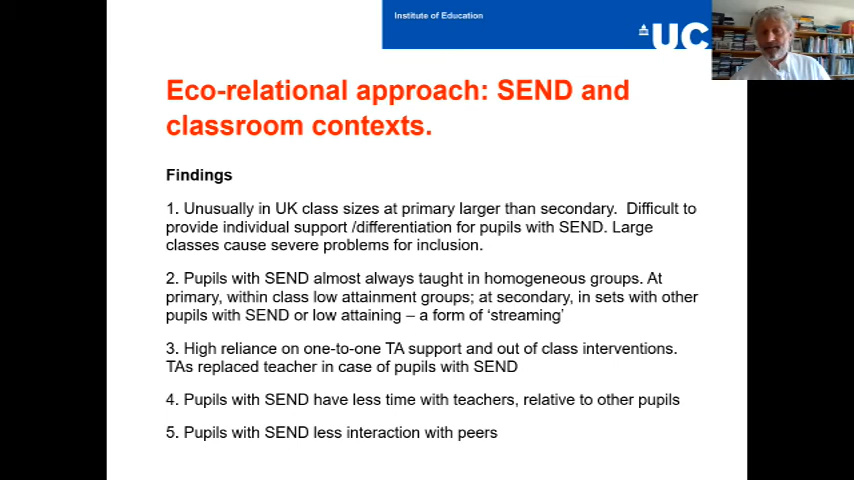 Institute of Education
UC
Eco-relational approach: SEND and
classroom contexts.
Findings
1. Unusually in UK class sizes at primary larger than secondary.  Difficult to
provide individual support /differentiation for pupils with SEND. Large
classes cause severe problems for inclusion.
2. Pupils with SEND almost always taught in homogeneous groups. At
primary, within class low attainment groups; at secondary, in sets with other
pupils with SEND or low attaining – a form of ‘streaming’
3. High reliance on one-to-one TA support and out of class interventions.
TAs replaced teacher in case of pupils with SEND
4. Pupils with SEND have less time with teachers, relative to other pupils
5. Pupils with SEND less interaction with peers